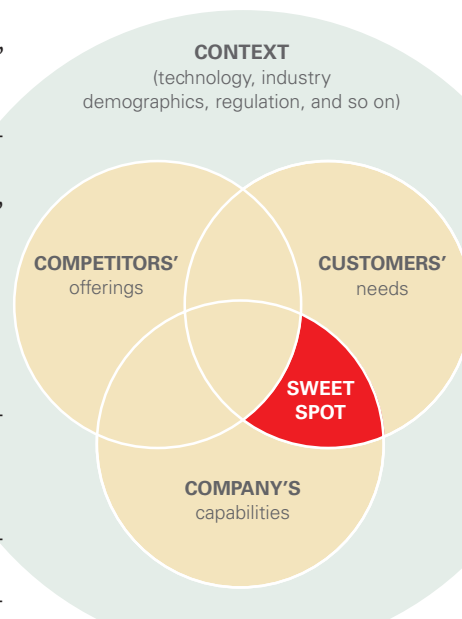 CONTEXT
(technology, industry
demographics, regulation, and so on)
COMPETITORS’
offerings
CUSTOMERS’
needs
SWEET
SPOT
COMPANY’S
capabilities